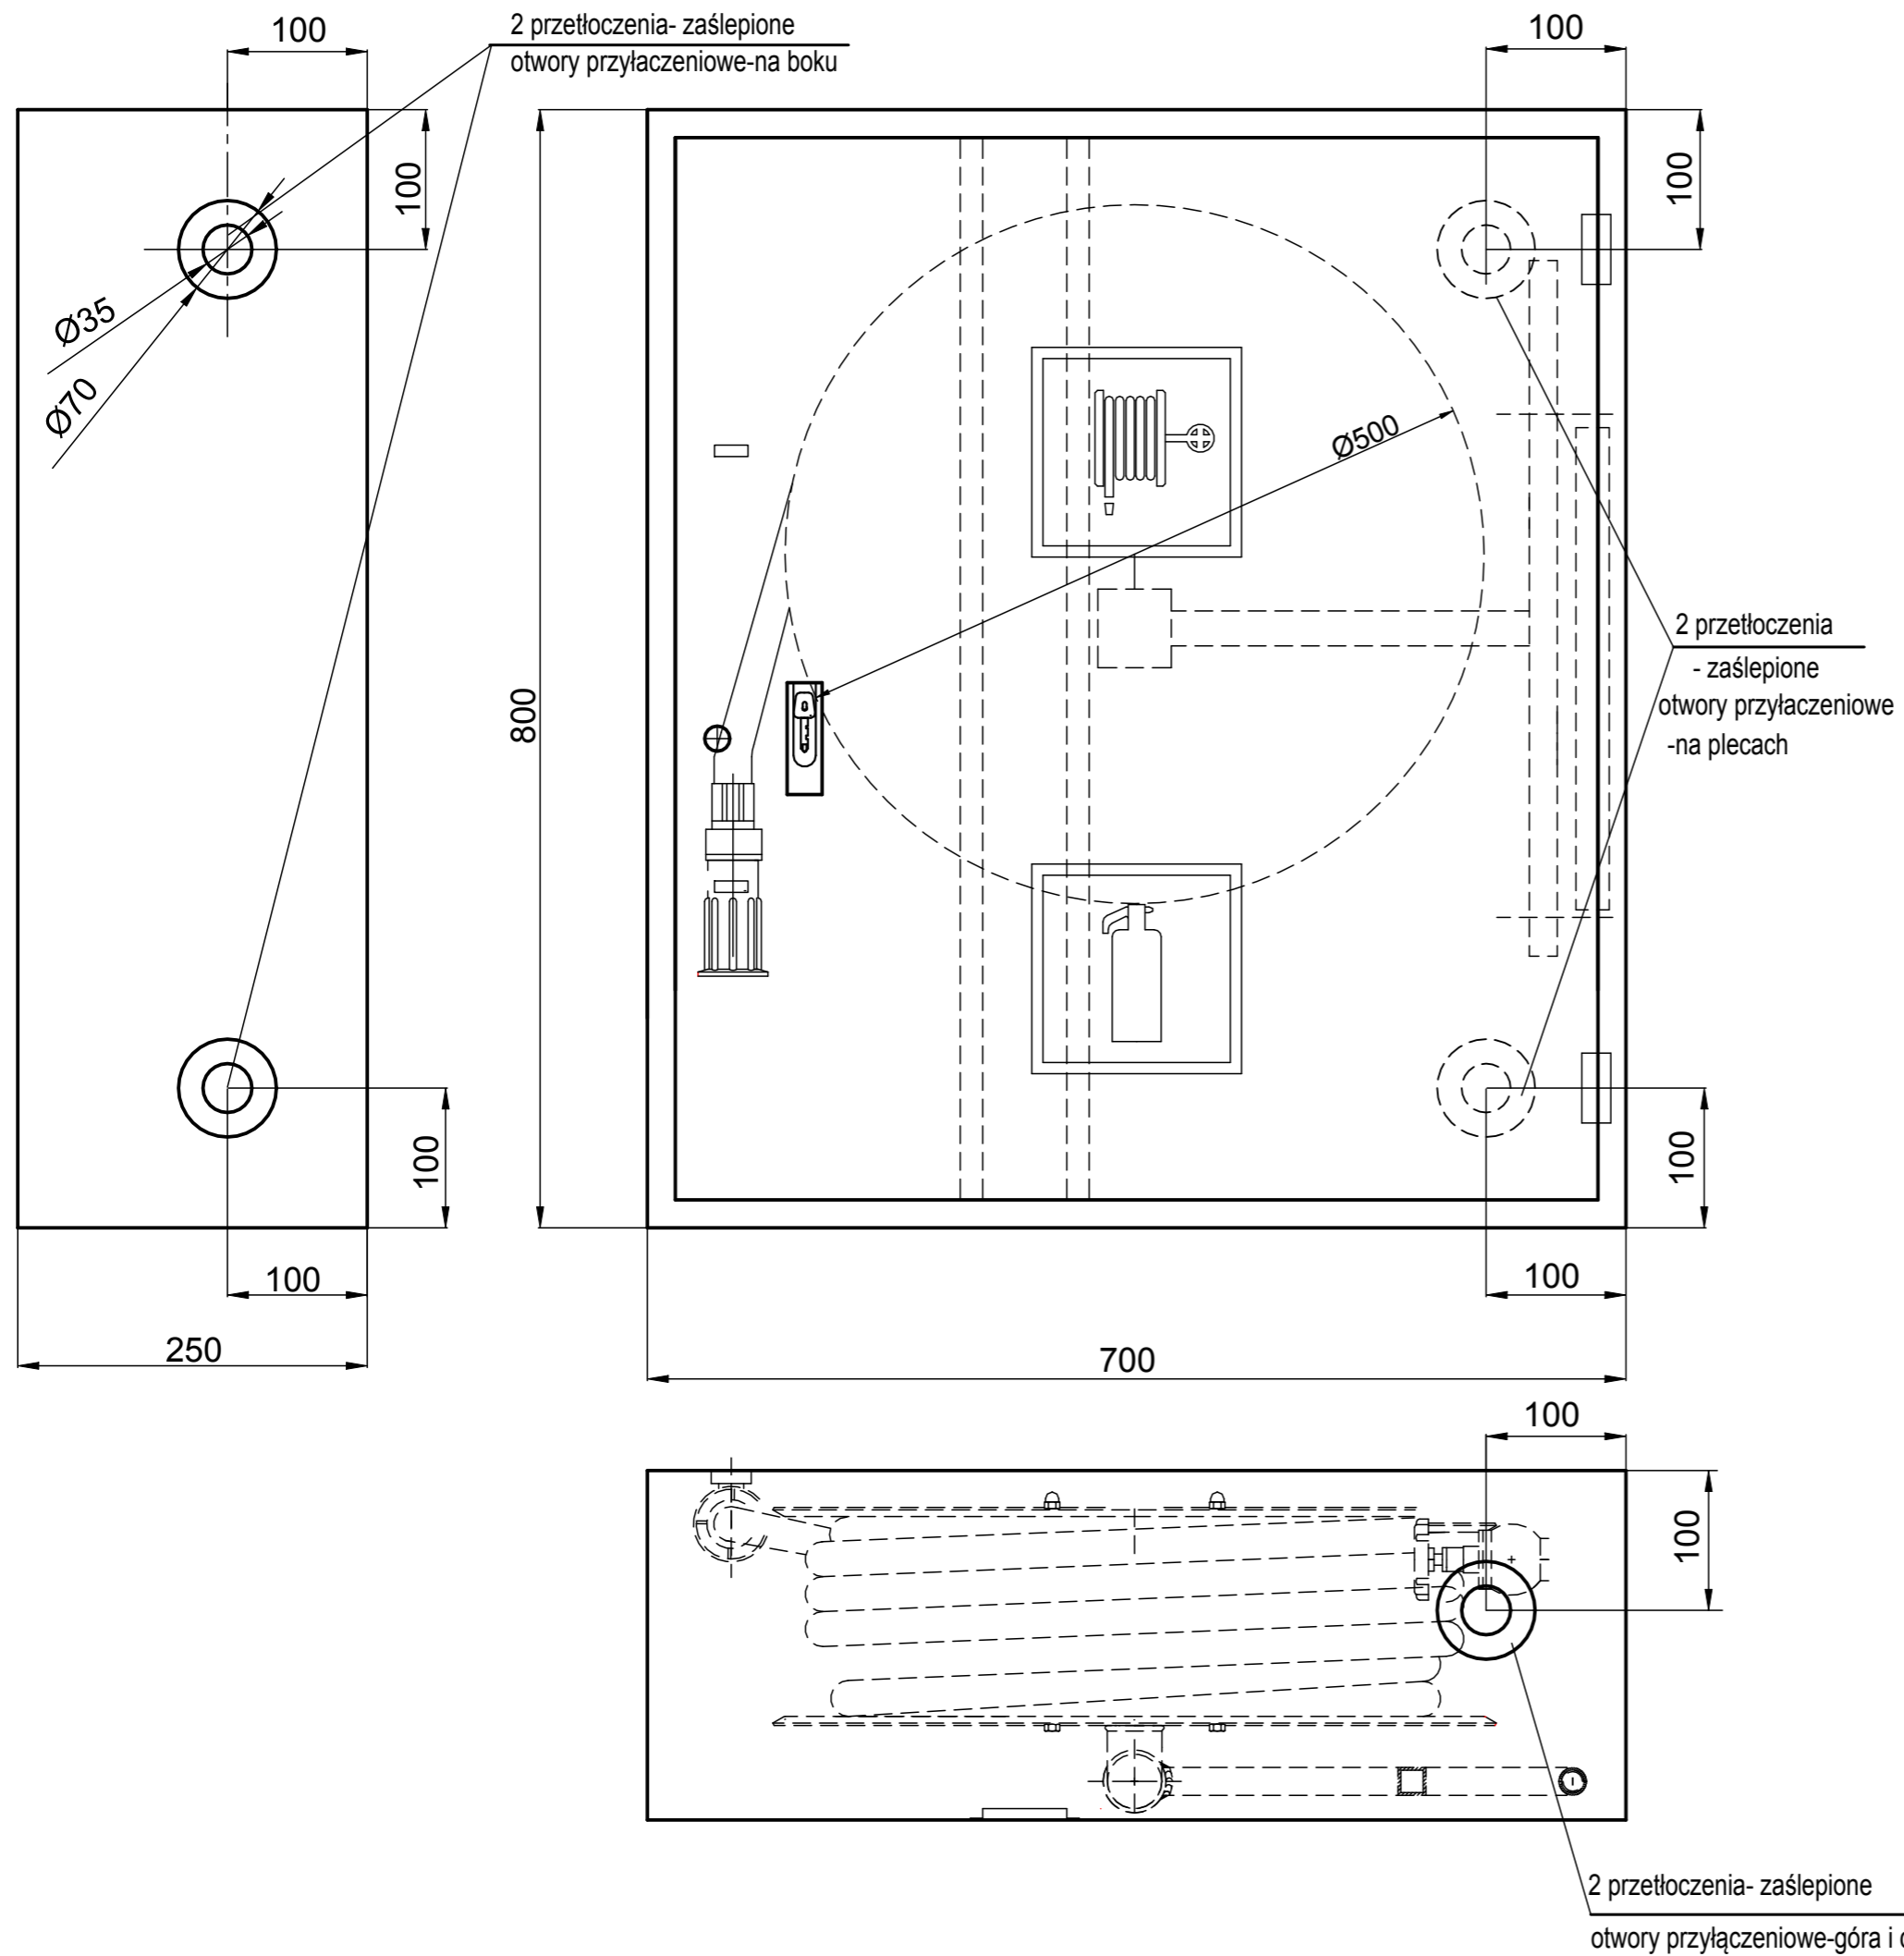 100
2 przetłoczenia- zaślepione
otwory przyłaczeniowe-na boku
100
100
100
Ø35
Ø70
Ø500
800
2 przetłoczenia
- zaślepione
otwory przyłaczeniowe
-na plecach
100
100
100
100
250
700
100
100
2 przetłoczenia- zaślepione
otwory przyłączeniowe-góra i